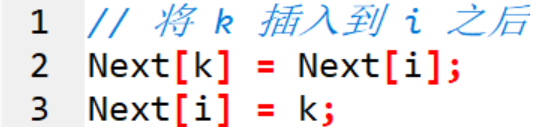 1 // 将 k 插入到 i 之后
2 Next[k] = Next[i];
3 Next[i] = k;